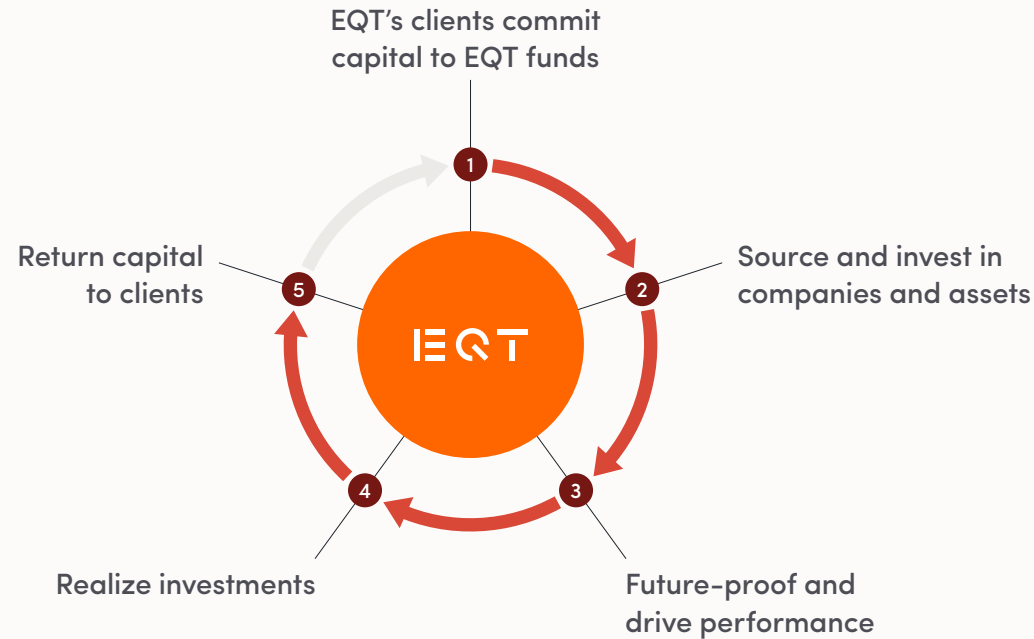 EQT's clients commit
capital to EQT funds
1
Source and invest in
companies and assets
2
Future-proof and
drive performance
3
Realize investments
4
Return capital
to clients
5
EQT